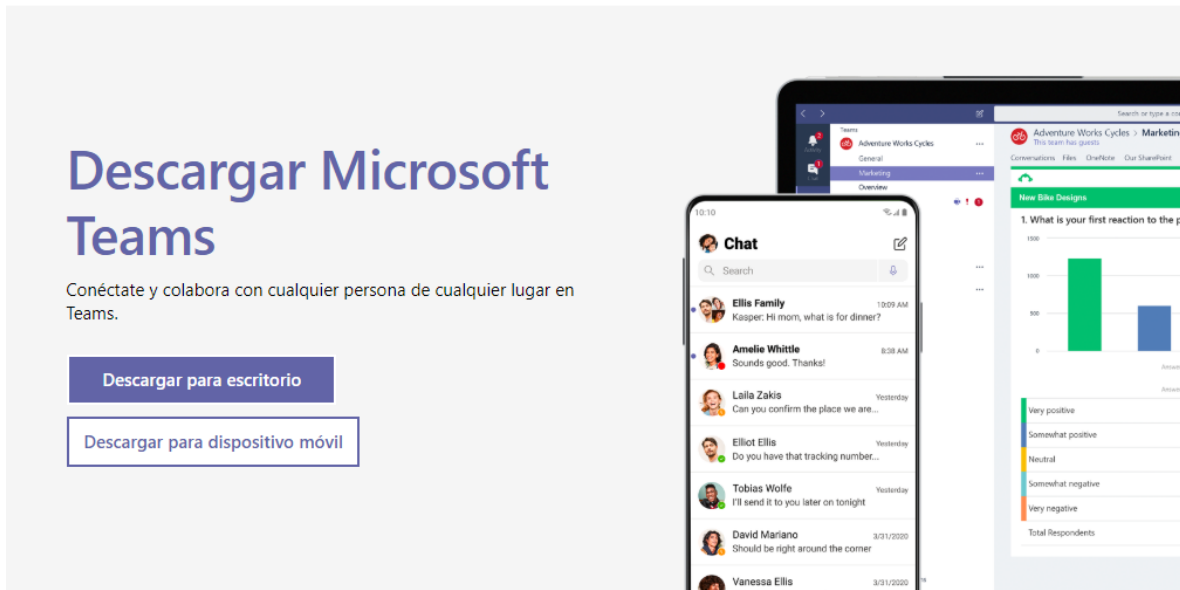 Descargar Microsoft
Teams
Conéctate y colabora con cualquier persona de cualquier lugar en
Teams.
Descargar para escritorio
Descargar para dispositivo móvil
10:10
Chat
Search
Ellis Family 10:09 AM
Kasper: Hi mom, what is for dinner?
Amelie Whittle 8:38 AM
Sounds good. Thanks!
Laila Zakis Yesterday
Can you confirm the place we are...
Elliot Ellis Yesterday
Do you have that tracking number...
Tobias Wolfe Yesterday
I'll send it to you later on tonight
David Mariano 3/31/2020
Should be right around the corner
Vanessa Ellis 3/31/2020
Search or type a
Teams
Adventure Works Cycles
General
Marketing
Overview
Activity
Chat
Adventure Works Cycles > Marketin
This team has guests
Conversations Files OneNote Our SharePoint
New Bike Designs
1. What is your first reaction to the p
1500
1000
500
0
Very positive
Somewhat positive
Neutral
Somewhat negative
Very negative
Total Respondents